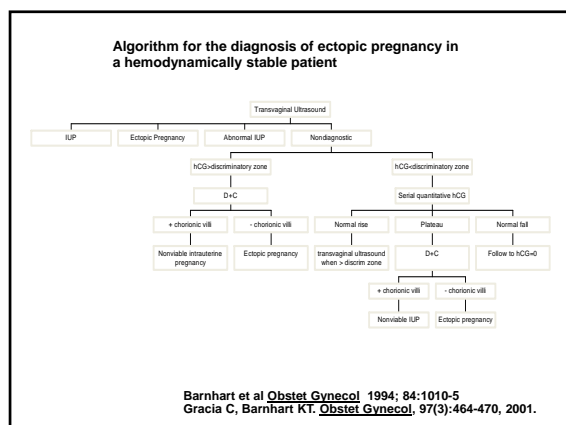 Algorithm for the diagnosis of ectopic pregnancy in
a hemodynamically stable patient
Transvaginal Ultrasound
IUP
Ectopic Pregnancy
Abnormal IUP
Nondiagnostic
hCG>discriminatory zone
hCG<discriminatory zone
D+C
Serial quantitative hCG
+ chorionic villi
- chorionic villi
Normal rise
Plateau
Normal fall
Nonviable intrauterine
pregnancy
Ectopic pregnancy
transvaginal ultrasound
when > discrim zone
D+C
Follow to hCG=0
+ chorionic villi
- chorionic villi
Nonviable IUP
Ectopic pregnancy
Barnhart et al Obstet Gynecol 1994; 84:1010-5
Gracia C, Barnhart KT. Obstet Gynecol, 97(3):464-470, 2001.